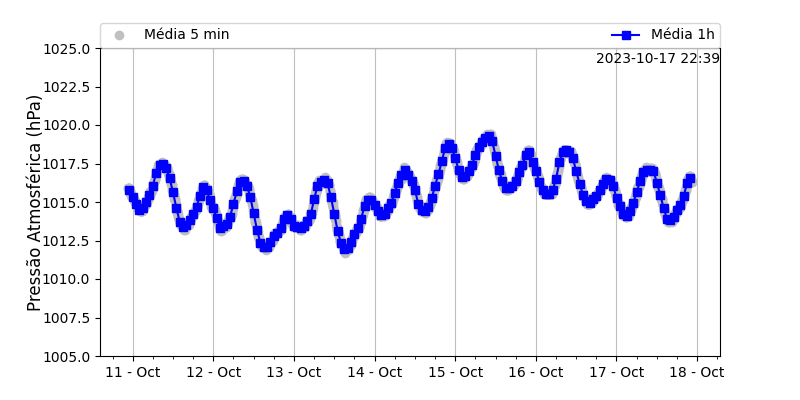 Média 5 min
Média 1h
2023-10-17 22:39
Pressão Atmosférica (hPa)
1025.0
1022.5
1020.0
1017.5
1015.0
1012.5
1010.0
1007.5
1005.0
11 - Oct 12 - Oct 13 - Oct 14 - Oct 15 - Oct 16 - Oct 17 - Oct 18 - Oct